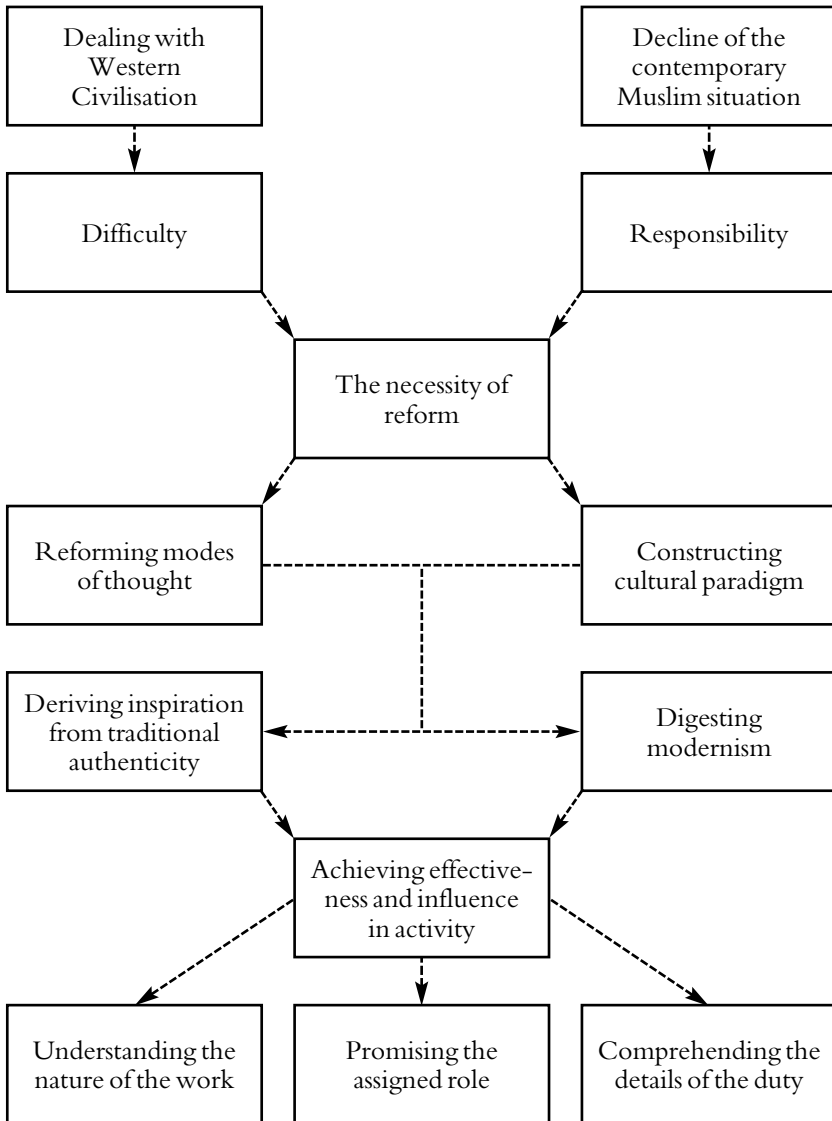 Dealing with
Western
Civilisation
Decline of the
contemporary
Muslim situation
Difficulty
Responsibility
The necessity of
reform
Reforming modes
of thought
Constructing
cultural paradigm
Deriving inspiration
from traditional
authenticity
Digesting
modernism
Achieving effective-
ness and influence
in activity
Understanding the
nature of the work
Promising the
assigned role
Comprehending the
details of the duty